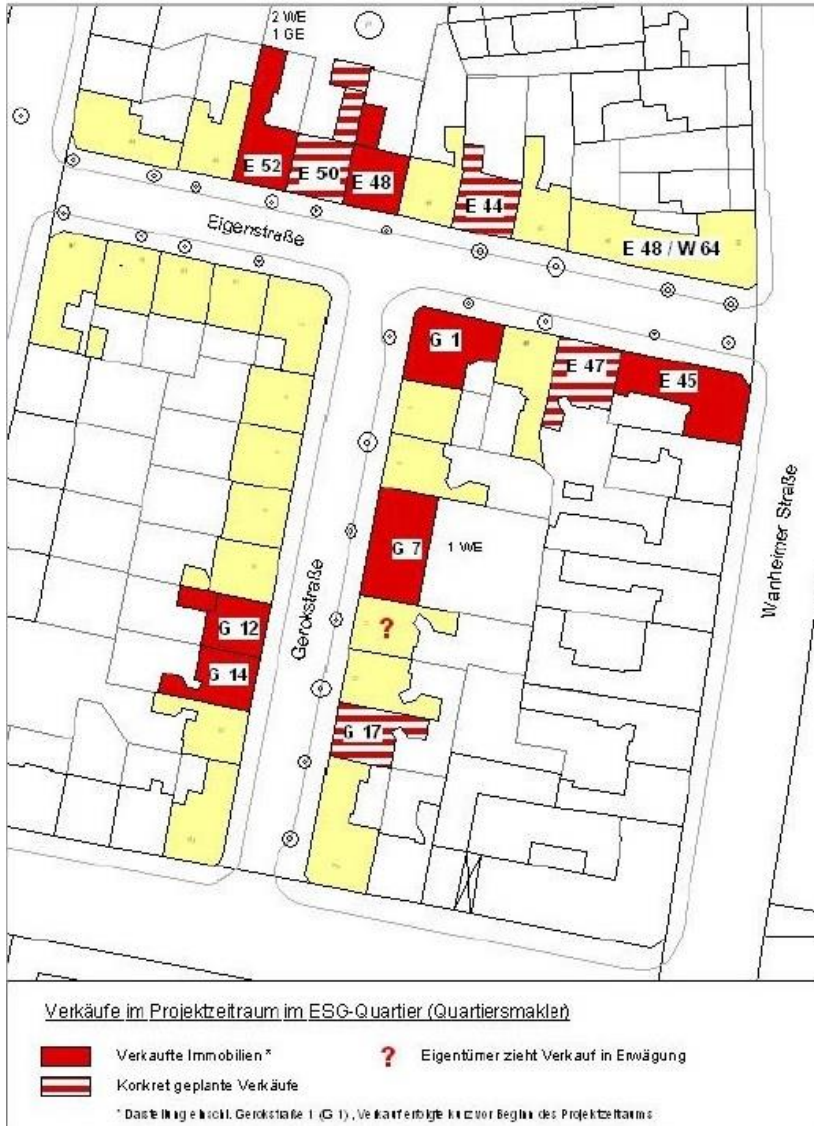 2 WE
1 GE
E 52
E 50
E 48
E 44
E 48 / W 64
Eigenstraße
G 1
E 47
E 45
G 7
1 WE
Wanheimer Straße
Gerokstraße
G 12
?
G 14
G 17
Verkäufe im Projektzeitraum im ESG-Quartier (Quartiersmakler)
Verkaufte Immobilien *
? Eigentümer zieht Verkauf in Erwägung
Konkret geplante Verkäufe
* Darstellung einschl. Gerokstraße 1 (G 1), Verkauf erfolgte kurz vor Beginn des Projektzeitraums